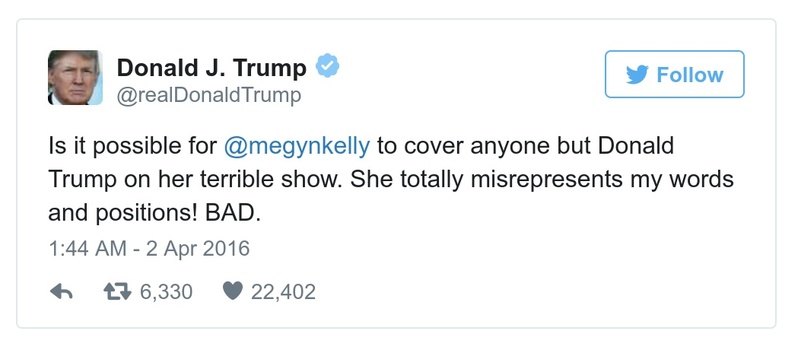 Donald J. Trump
@realDonaldTrump
Follow
Is it possible for @megynkelly to cover anyone but Donald
Trump on her terrible show. She totally misrepresents my words
and positions! BAD.
1:44 AM - 2 Apr 2016
6,330 22,402